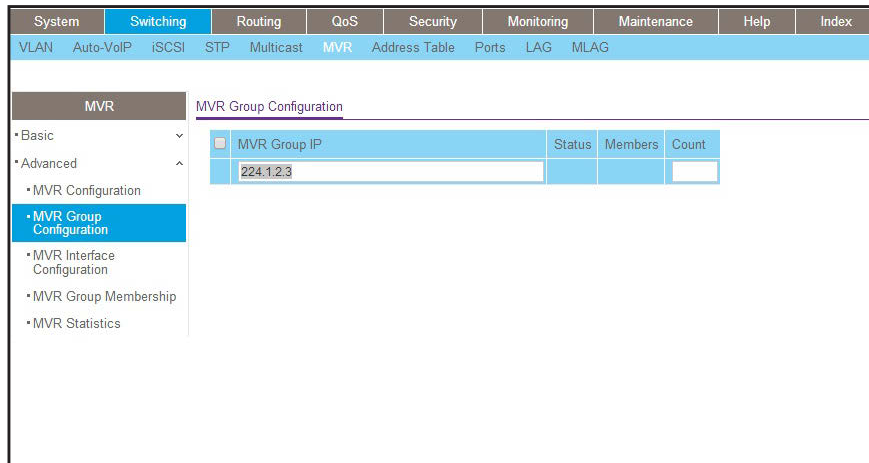 System Switching Routing QoS Security Monitoring Maintenance Help Index
VLAN Auto-VoIP iSCSI STP Multicast MVR Address Table Ports LAG MLAG
MVR
Basic
Advanced
MVR Configuration
MVR Group
Configuration
MVR Interface
Configuration
MVR Group Membership
MVR Statistics
MVR Group Configuration
MVR Group IP Status Members Count
224.1.2.3